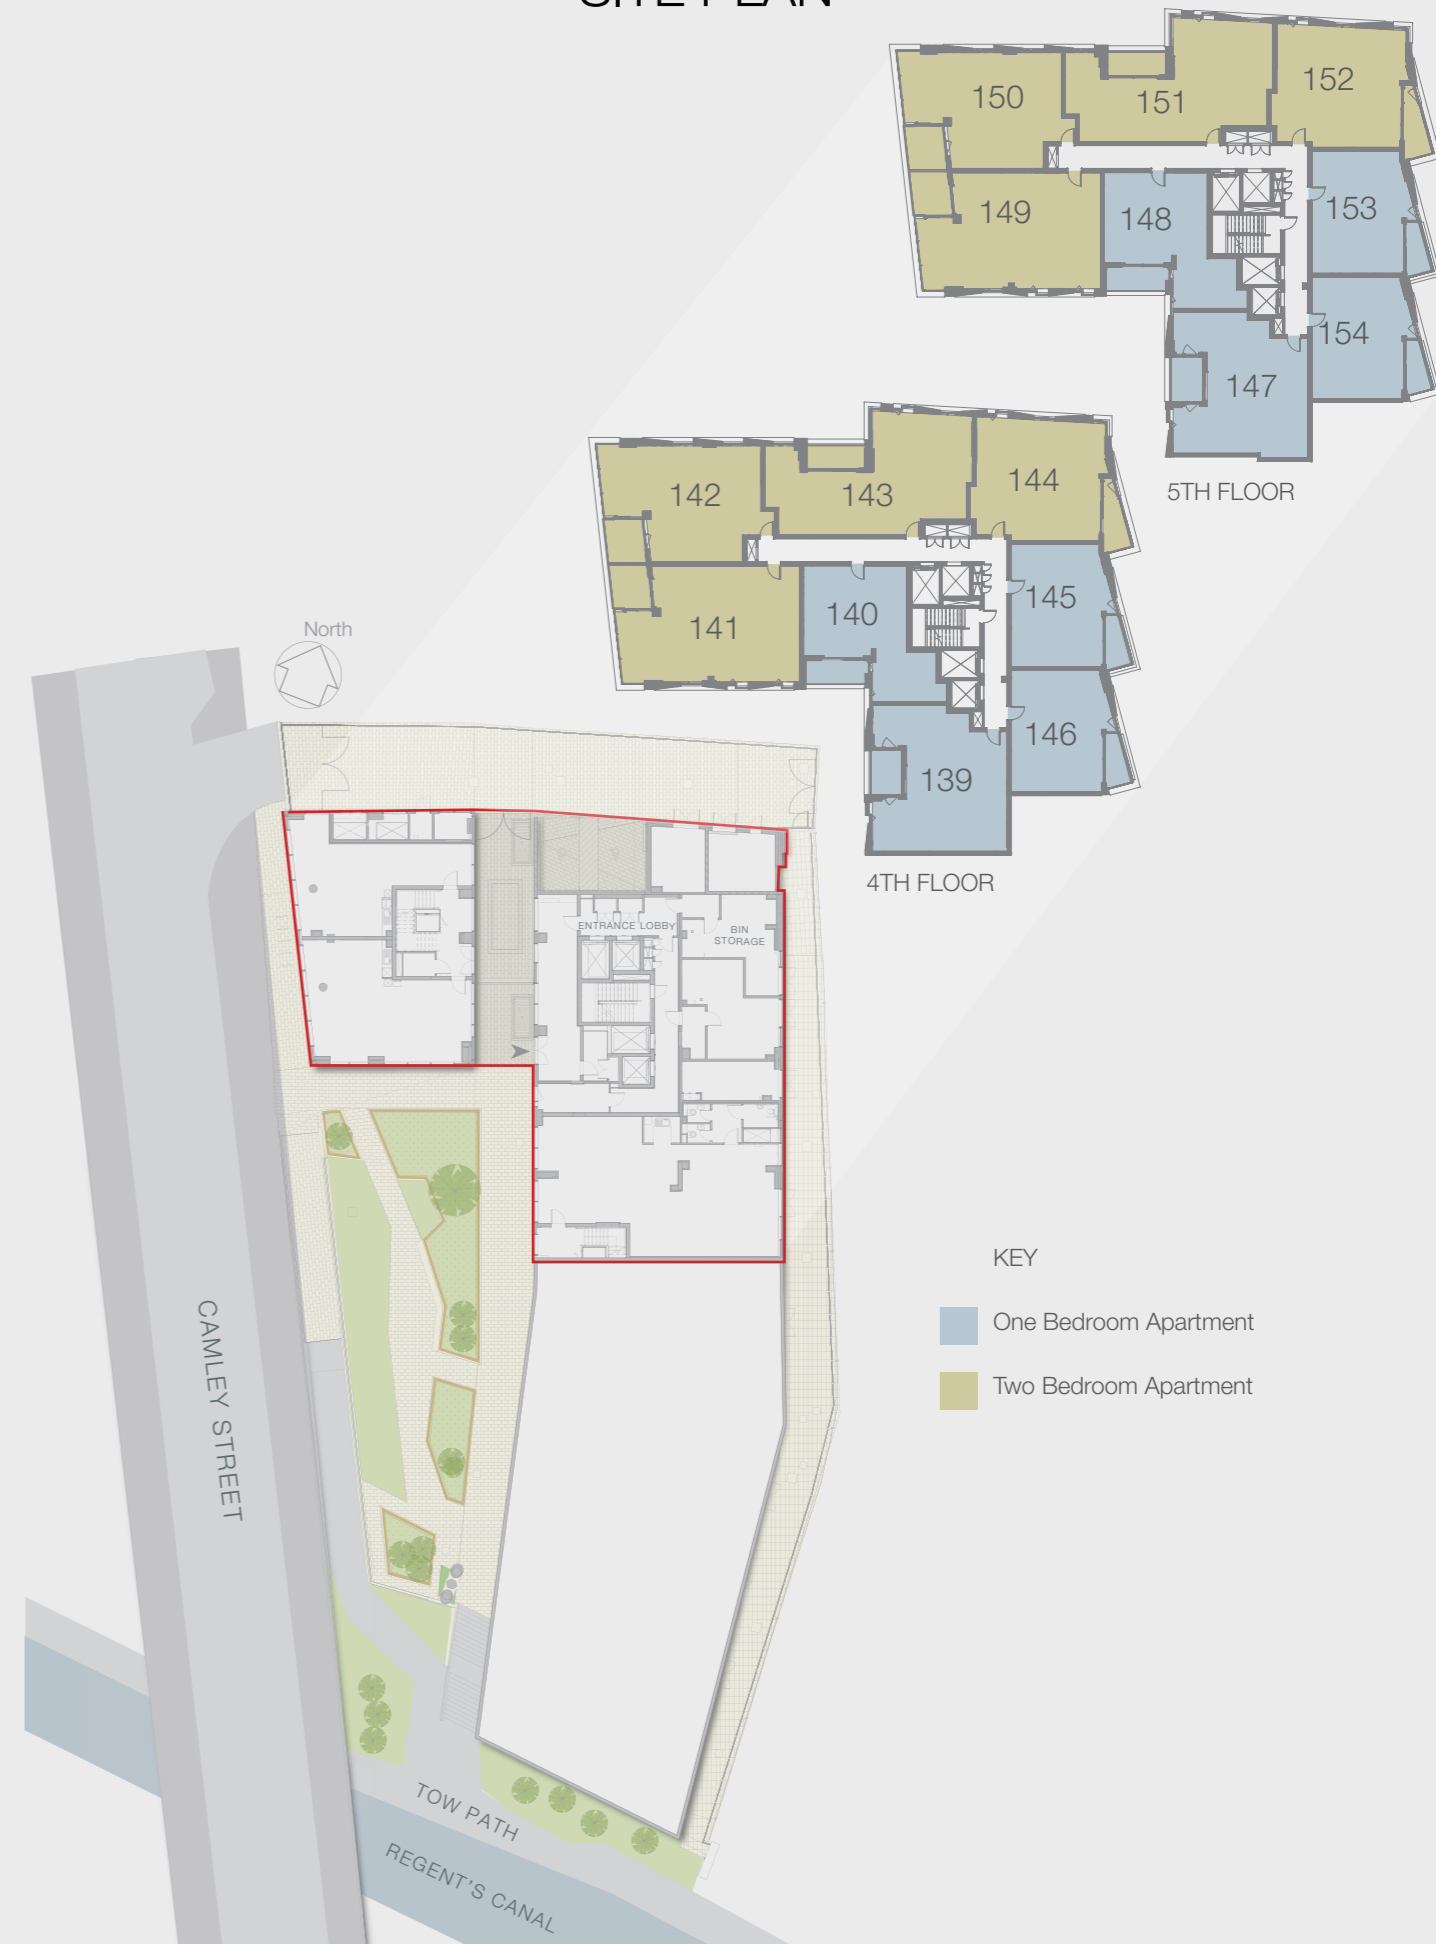 SITE PLAN
150
151
152
149
148
153
154
147
5TH FLOOR
142
143
144
141
140
145
146
139
4TH FLOOR
North
ENTRANCE LOBBY
BIN
STORAGE
CAMLEY STREET
KEY
One Bedroom Apartment
Two Bedroom Apartment
TOW PATH
REGENT'S CANAL